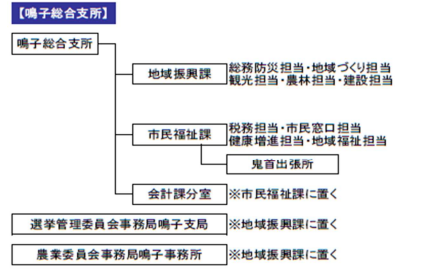 【鳴子総合支所】
鳴子総合支所
地域振興課
総務防災担当・地域づくり担当
観光担当・農林担当・建設担当
市民福祉課
税務担当・市民窓口担当
健康増進担当・地域福祉担当
鬼首出張所
会計課分室
※市民福祉課に置く
選挙管理委員会事務局鳴子支局
※地域振興課に置く
農業委員会事務局鳴子事務所
※地域振興課に置く